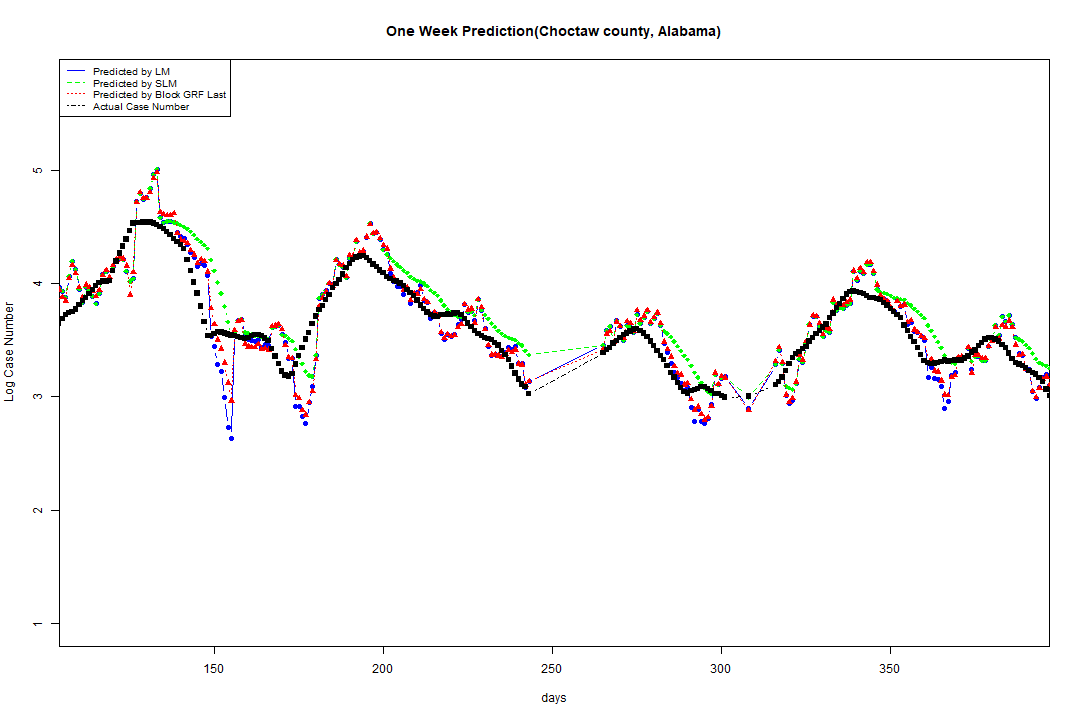 One Week Prediction(Choctaw county, Alabama)
Predicted by LM
Predicted by SLM
Predicted by Block GRF Last
Actual Case Number
5
4
3
2
1
Log Case Number
150 200 250 300 350
days